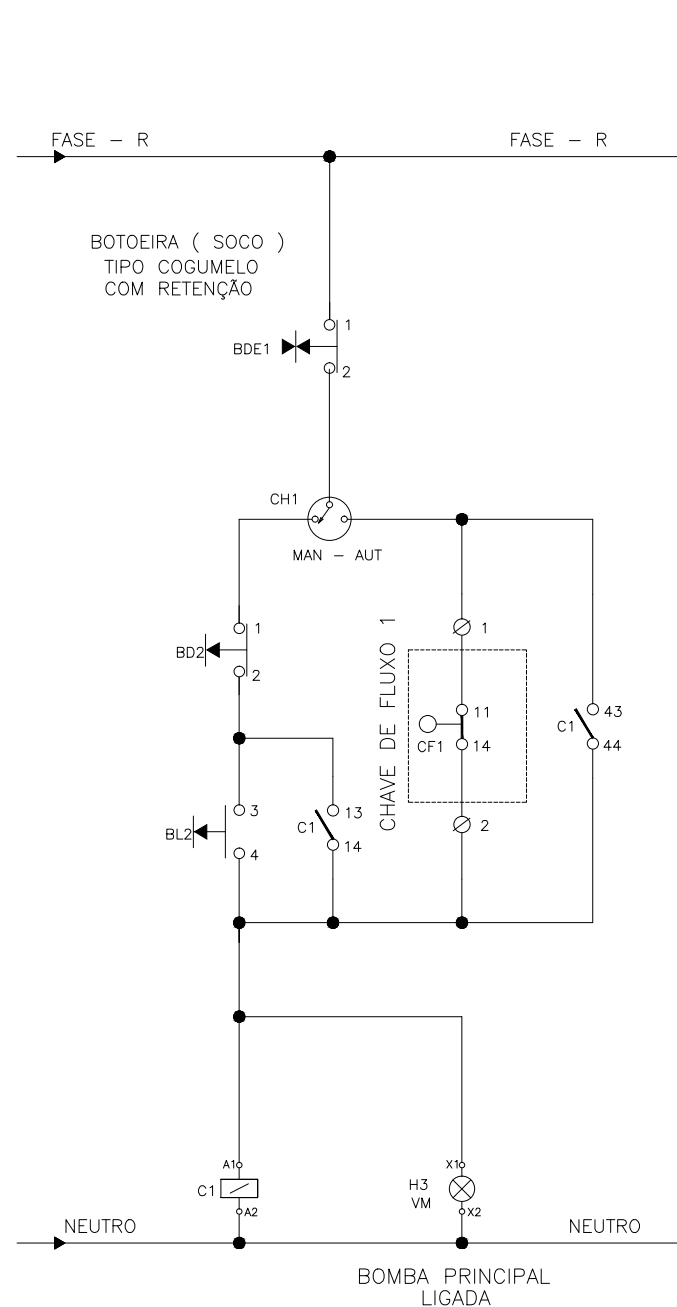 FASE - R
FASE - R
BOTOEIRA ( SOCO )
TIPO COGUMELO
COM RETENÇÃO
1
BDE1
2
CH1
MAN - AUT
1
BD2
2
CHAVE DE FLUXO 1
1
11
CF1
14
2
43
C1
44
3
BL2
4
13
C1
14
A1
C1
A2
X1
H3
VM
X2
NEUTRO
NEUTRO
BOMBA PRINCIPAL
LIGADA